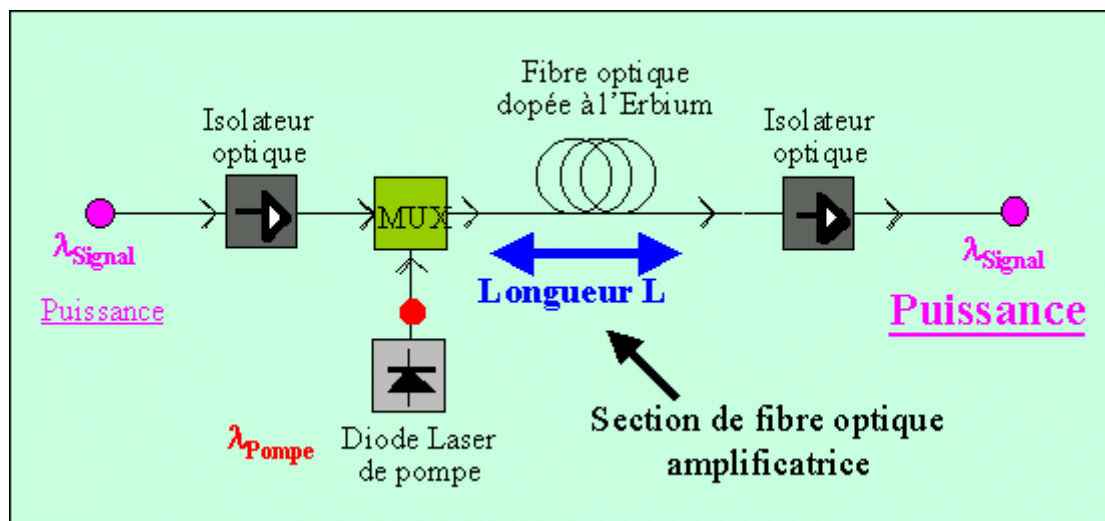 Fibre optique
dopée à l'Erbium
Isolateur
optique
Isolateur
optique
MUX
λSignal
Puissance
Longueur L
λSignal
Puissance
λPompe
Diode Laser
de pompe
Section de fibre optique
amplificatrice